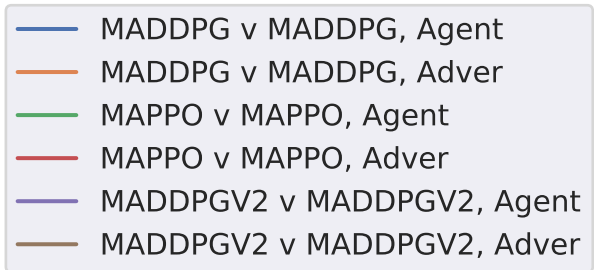 MADDPG v MADDPG, Agent
MADDPG v MADDPG, Adver
MAPPO v MAPPO, Agent
MAPPO v MAPPO, Adver
MADDPGV2 v MADDPGV2, Agent
MADDPGV2 v MADDPGV2, Adver